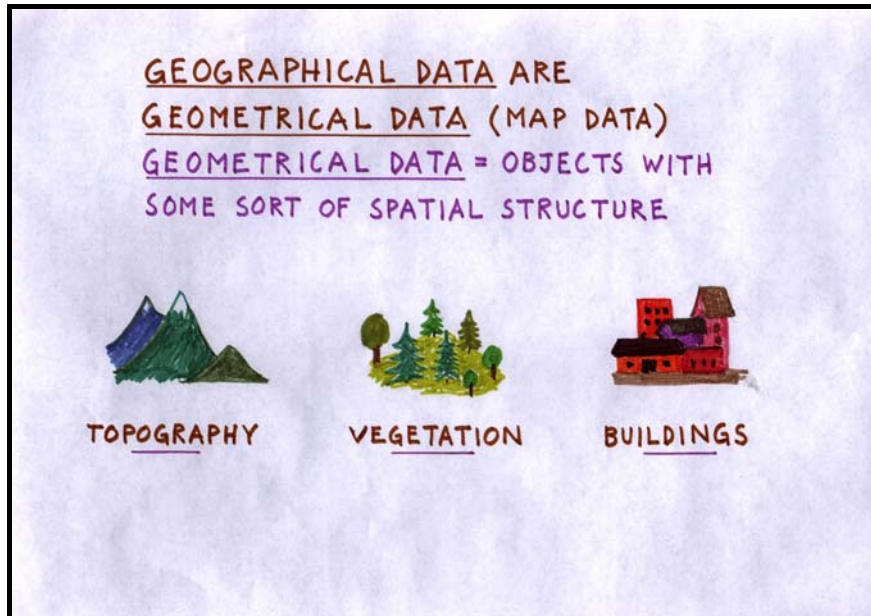 GEOGRAPHICAL DATA ARE
GEOMETRICAL DATA (MAP DATA)
GEOMETRICAL DATA = OBJECTS WITH
SOME SORT OF SPATIAL STRUCTURE
TOPOGRAPHY VEGETATION BUILDINGS